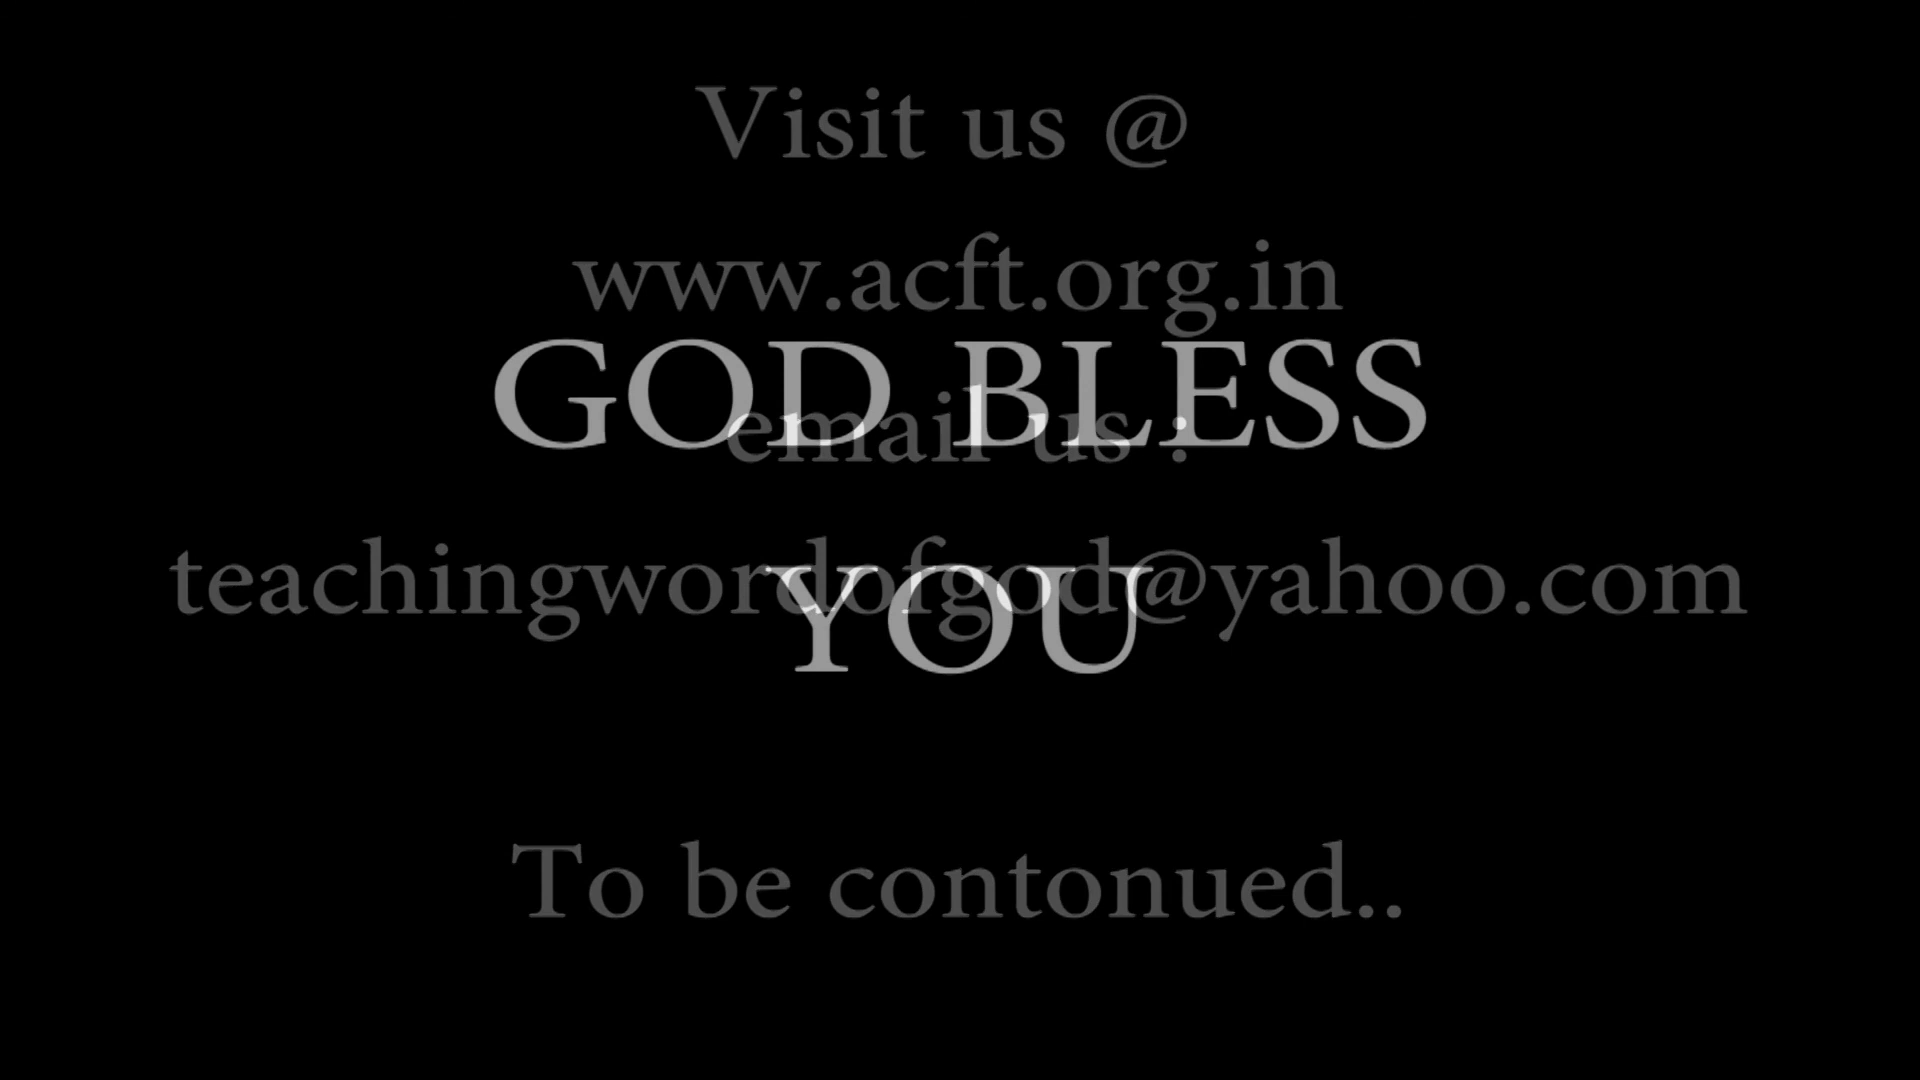 Visit us @
www.acft.org.in
GOD BLESS
email us :
teachingwordofgod@yahoo.com
YOU
To be contonued..